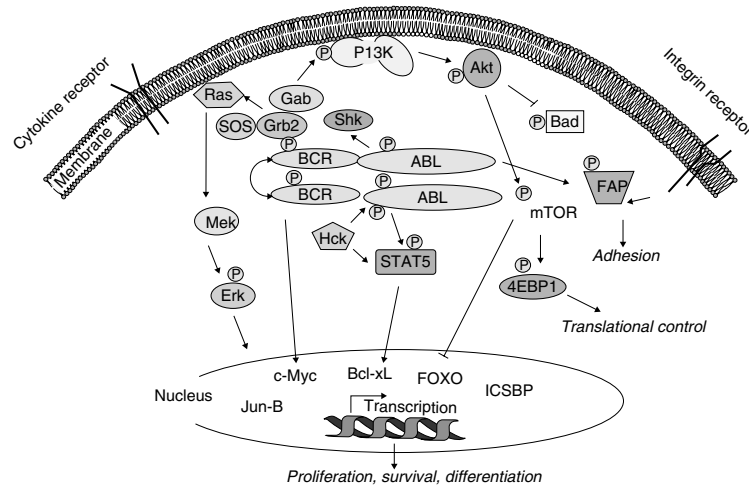 P
P13K
Akt
P
Cytokine receptor
Integrin receptor
Membrane
Ras
Gab
SOS
Grb2
Shk
P
Bad
P
P
BCR
ABL
P
P
BCR
ABL
P
FAP
P
mTOR
P
Hck
P
STAT5
Mek
P
Erk
Adhesion
P
4EBP1
Translational control
Nucleus
c-Myc
Bcl-xL
FOXO
ICSBP
Jun-B
Transcription
Proliferation, survival, differentiation